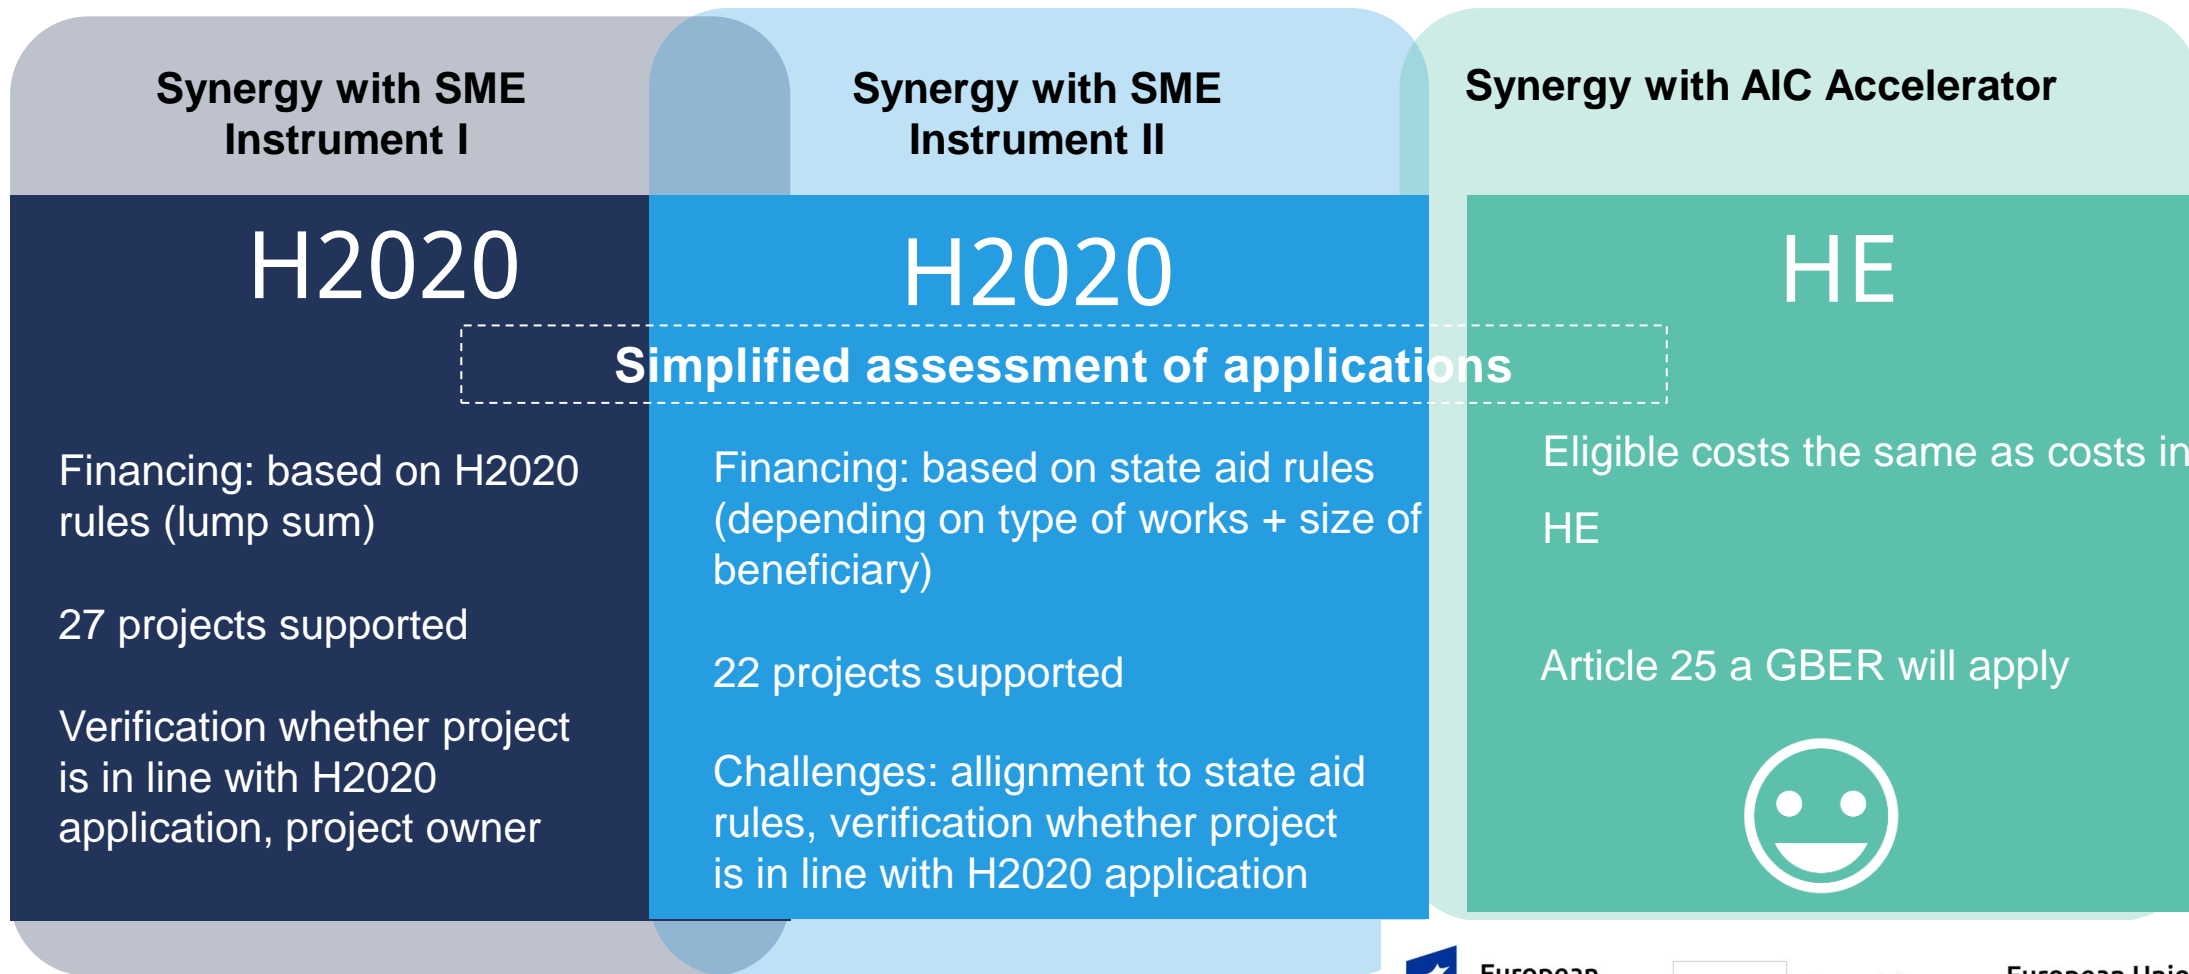 Synergy with SME
Instrument I
H2020
Financing: based on H2020
rules (lump sum)
27 projects supported
Verification whether project
is in line with H2020
application, project owner
Synergy with SME
Instrument II
H2020
Simplified assessment of applications
Financing: based on state aid rules
(depending on type of works + size of
beneficiary)
22 projects supported
Challenges: allignment to state aid
rules, verification whether project
is in line with H2020 application
Synergy with AIC Accelerator
HE
Eligible costs the same as costs in
HE
Article 25 a GBER will apply
European
European